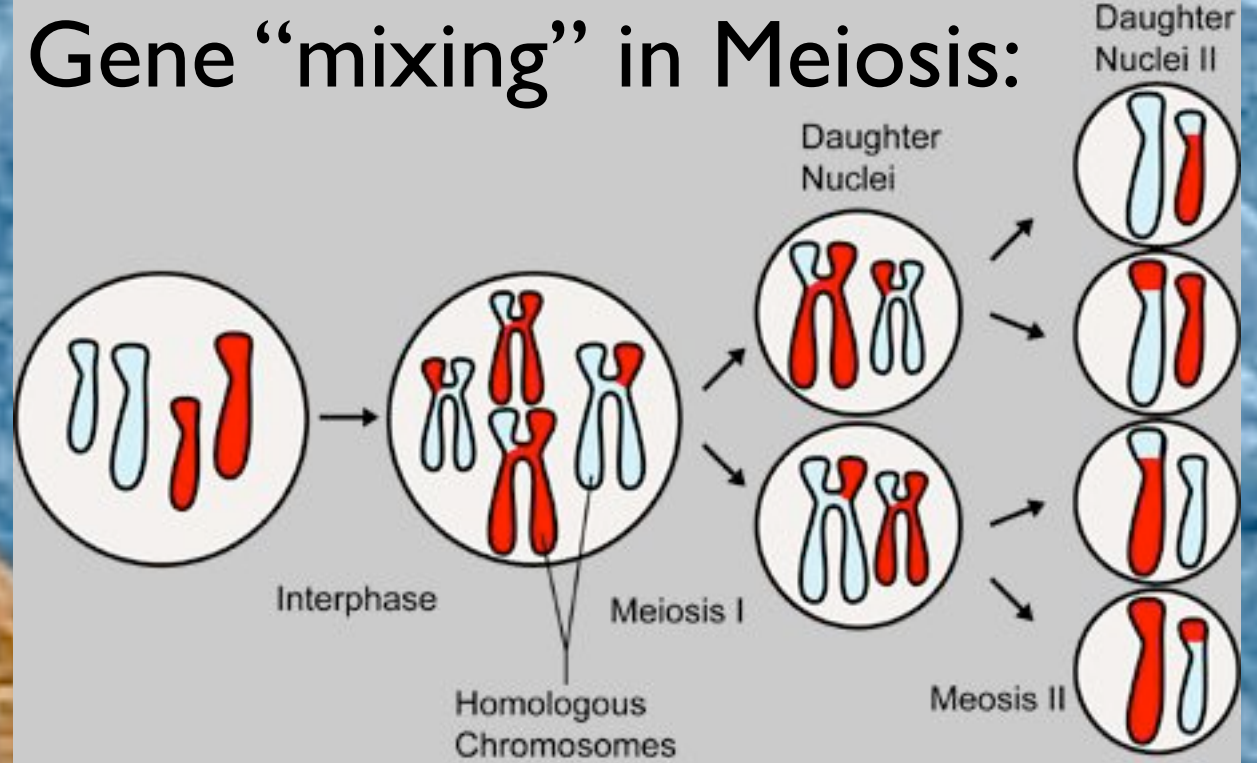 Gene “mixing” in Meiosis:
Daughter
Nuclei II
Daughter
Nuclei
Interphase
Meiosis I
Homologous
Chromosomes
Meosis II